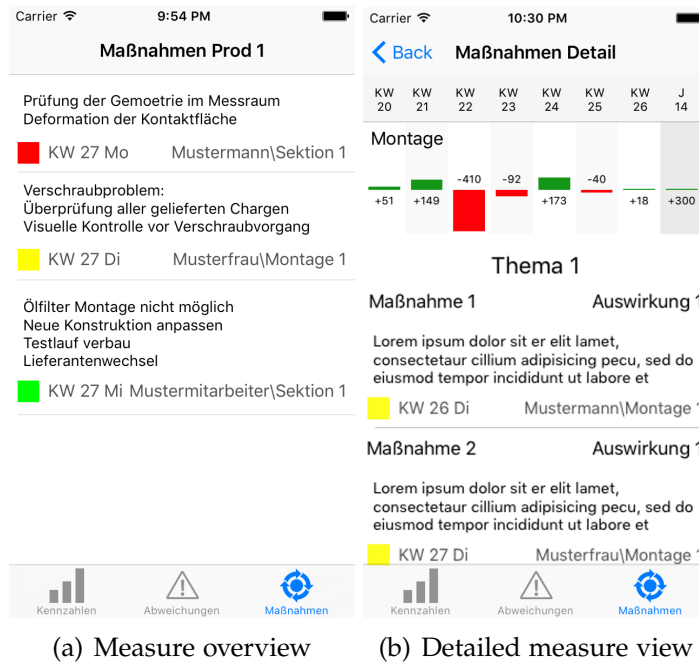 Carrier 9:54 PM
Maßnahmen Prod 1
Prüfung der Gemoetrie im Messraum
Deformation der Kontaktfläche
KW 27 Mo Mustermann\Sektion 1
Verschraubproblem:
Überprüfung aller gelieferten Chargen
Visuelle Kontrolle vor Verschraubvorgang
KW 27 Di Musterfrau\Montage 1
Ölfilter Montage nicht möglich
Neue Konstruktion anpassen
Testlauf verbau
Lieferantenwechsel
KW 27 Mi Mustermitarbeiter\Sektion 1
Kennzahlen Abweichungen Maßnahmen
(a) Measure overview
Carrier 10:30 PM
Back Maßnahmen Detail
KW KW KW KW KW KW KW J
20 21 22 23 24 25 26 14
Montage
-410 -92 -40
+51 +149 +173 +18 +300
Thema 1
Maßnahme 1 Auswirkung 1
Lorem ipsum dolor sit er elit lamet,
consectetaur cillium adipisicing pecu, sed do
eiusmod tempor incididunt ut labore et
KW 26 Di Mustermann\Montage 1
Maßnahme 2 Auswirkung 1
Lorem ipsum dolor sit er elit lamet,
consectetaur cillium adipisicing pecu, sed do
eiusmod tempor incididunt ut labore et
KW 27 Di Musterfrau\Montage 1
Kennzahlen Abweichungen Maßnahmen
(b) Detailed measure view